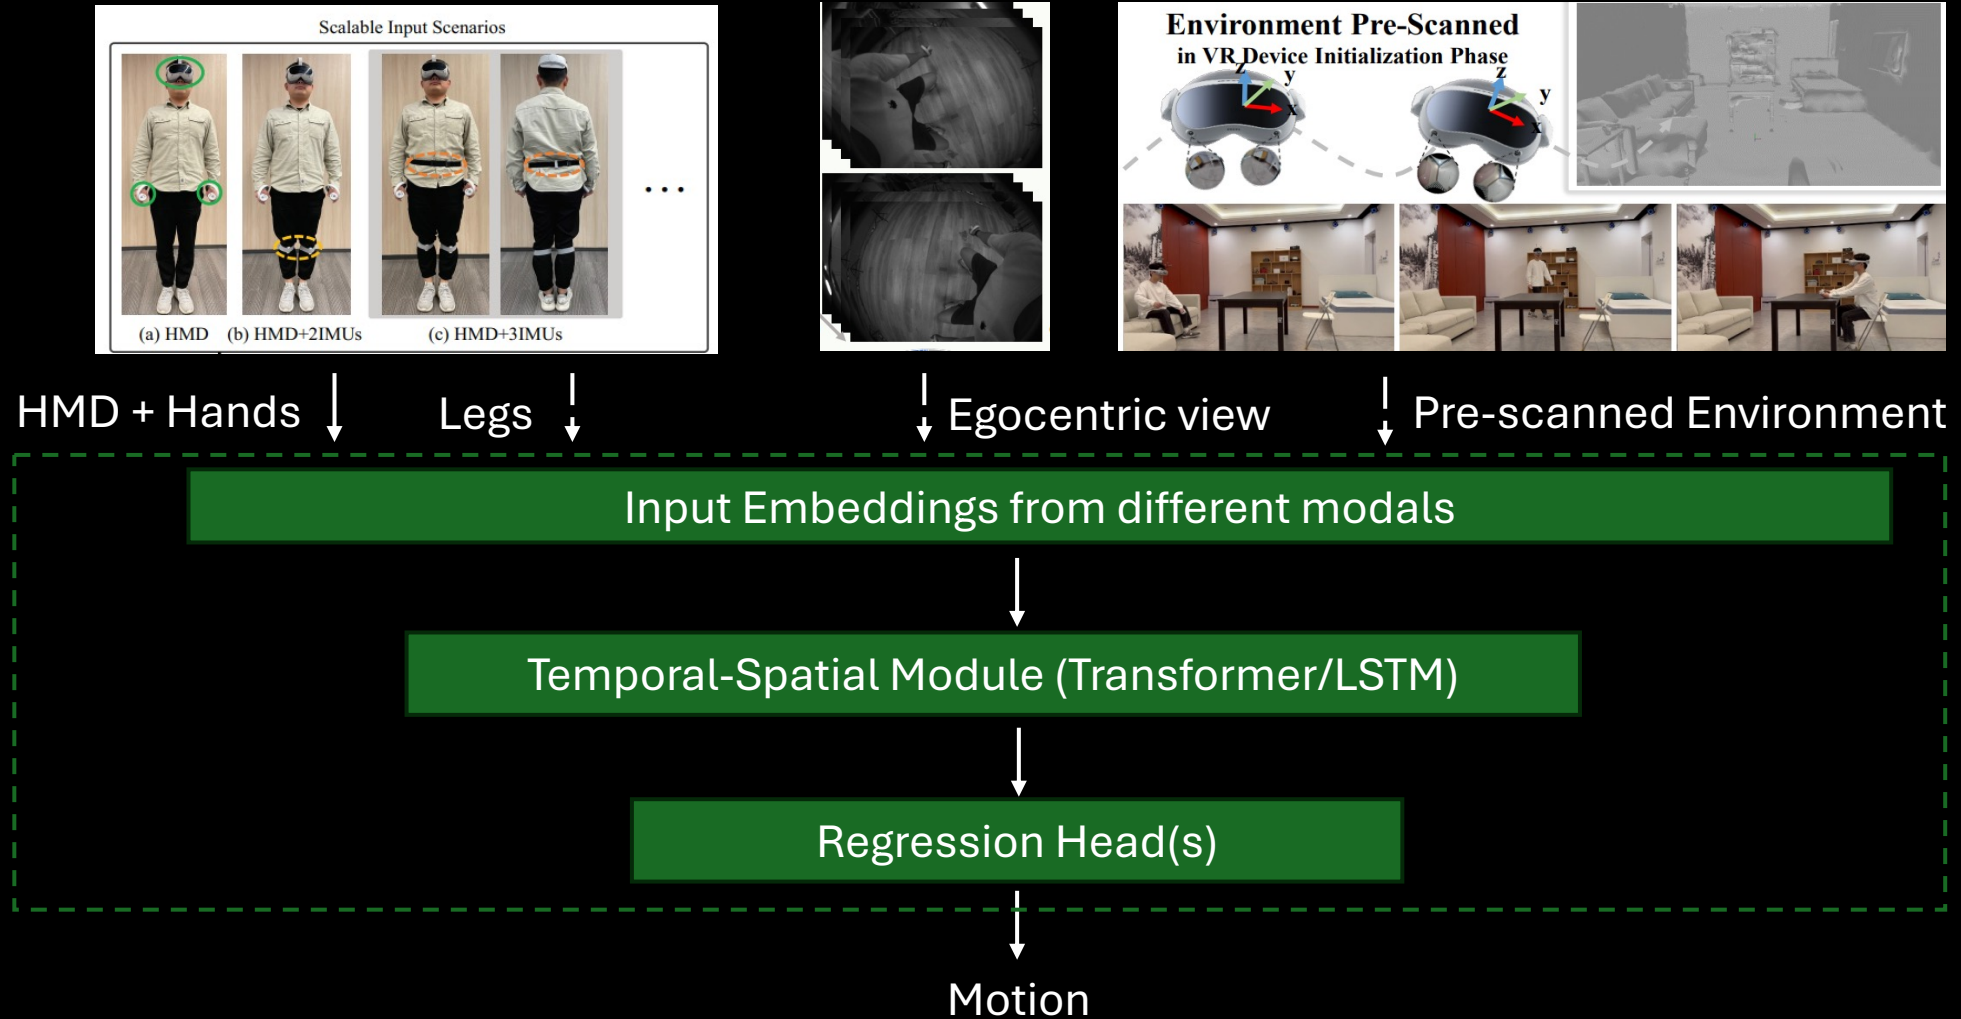 Scalable Input Scenarios
(a) HMD
(b) HMD+2IMUs
(c) HMD+3IMUs
...
Environment Pre-Scanned
in VR Device Initialization Phase
z
y
x
z
y
x
HMD + Hands
Legs
Egocentric view
Pre-scanned Environment
Input Embeddings from different modals
Temporal-Spatial Module (Transformer/LSTM)
Regression Head(s)
Motion